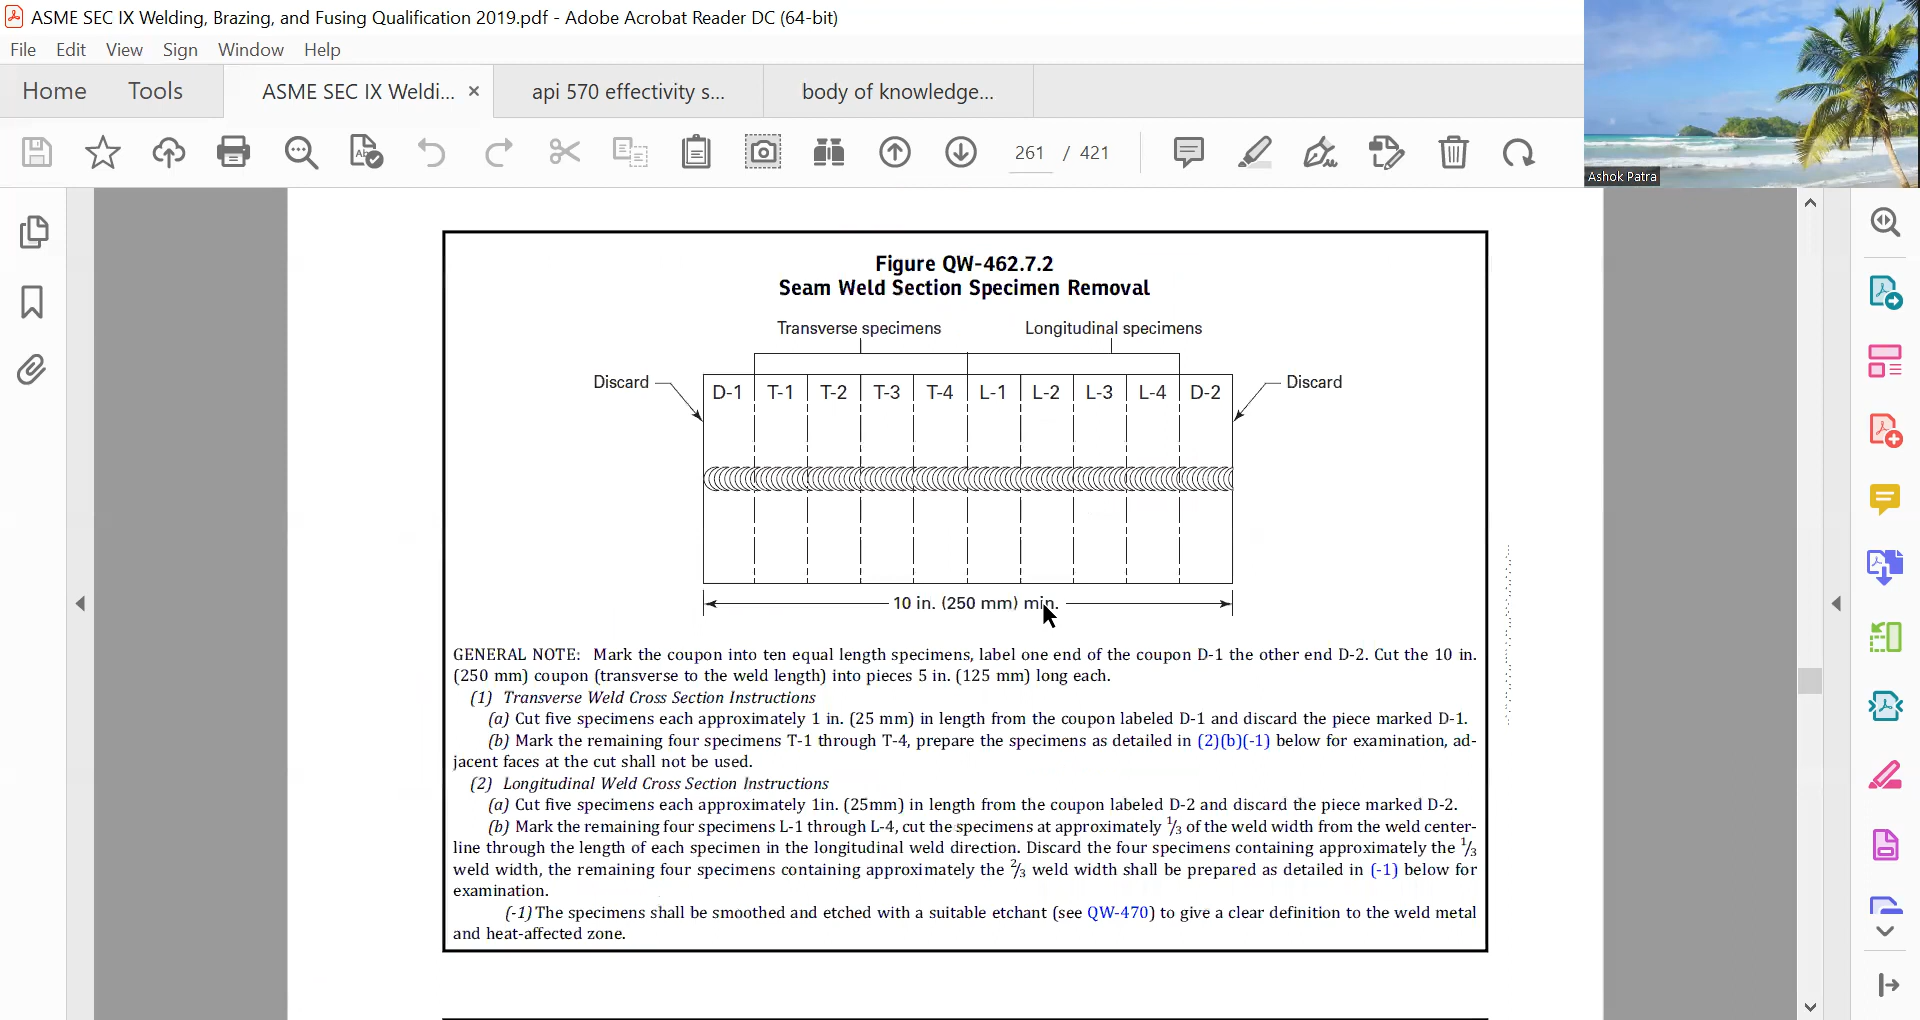 ASME SEC IX Welding, Brazing, and Fusing Qualification 2019.pdf - Adobe Acrobat Reader DC (64-bit)
File Edit View Sign Window Help
Home Tools ASME SEC IX Weldi... × api 570 effectivity s... body of knowledge...
261 / 421
Ashok Patra
Figure QW-462.7.2
Seam Weld Section Specimen Removal
Transverse specimens Longitudinal specimens
Discard Discard
D-1 T-1 T-2 T-3 T-4 L-1 L-2 L-3 L-4 D-2
10 in. (250 mm) min.
GENERAL NOTE: Mark the coupon into ten equal length specimens, label one end of the coupon D-1 the other end D-2. Cut the 10 in.
(250 mm) coupon (transverse to the weld length) into pieces 5 in. (125 mm) long each.
(1) Transverse Weld Cross Section Instructions
(a) Cut five specimens each approximately 1 in. (25 mm) in length from the coupon labeled D-1 and discard the piece marked D-1.
(b) Mark the remaining four specimens T-1 through T-4, prepare the specimens as detailed in (2)(b)(-1) below for examination, ad-
jacent faces at the cut shall not be used.
(2) Longitudinal Weld Cross Section Instructions
(a) Cut five specimens each approximately 1in. (25mm) in length from the coupon labeled D-2 and discard the piece marked D-2.
(b) Mark the remaining four specimens L-1 through L-4, cut the specimens at approximately 1/3 of the weld width from the weld center-
line through the length of each specimen in the longitudinal weld direction. Discard the four specimens containing approximately the 1/3
weld width, the remaining four specimens containing approximately the 2/3 weld width shall be prepared as detailed in (-1) below for
examination.
(-1) The specimens shall be smoothed and etched with a suitable etchant (see QW-470) to give a clear definition to the weld metal
and heat-affected zone.